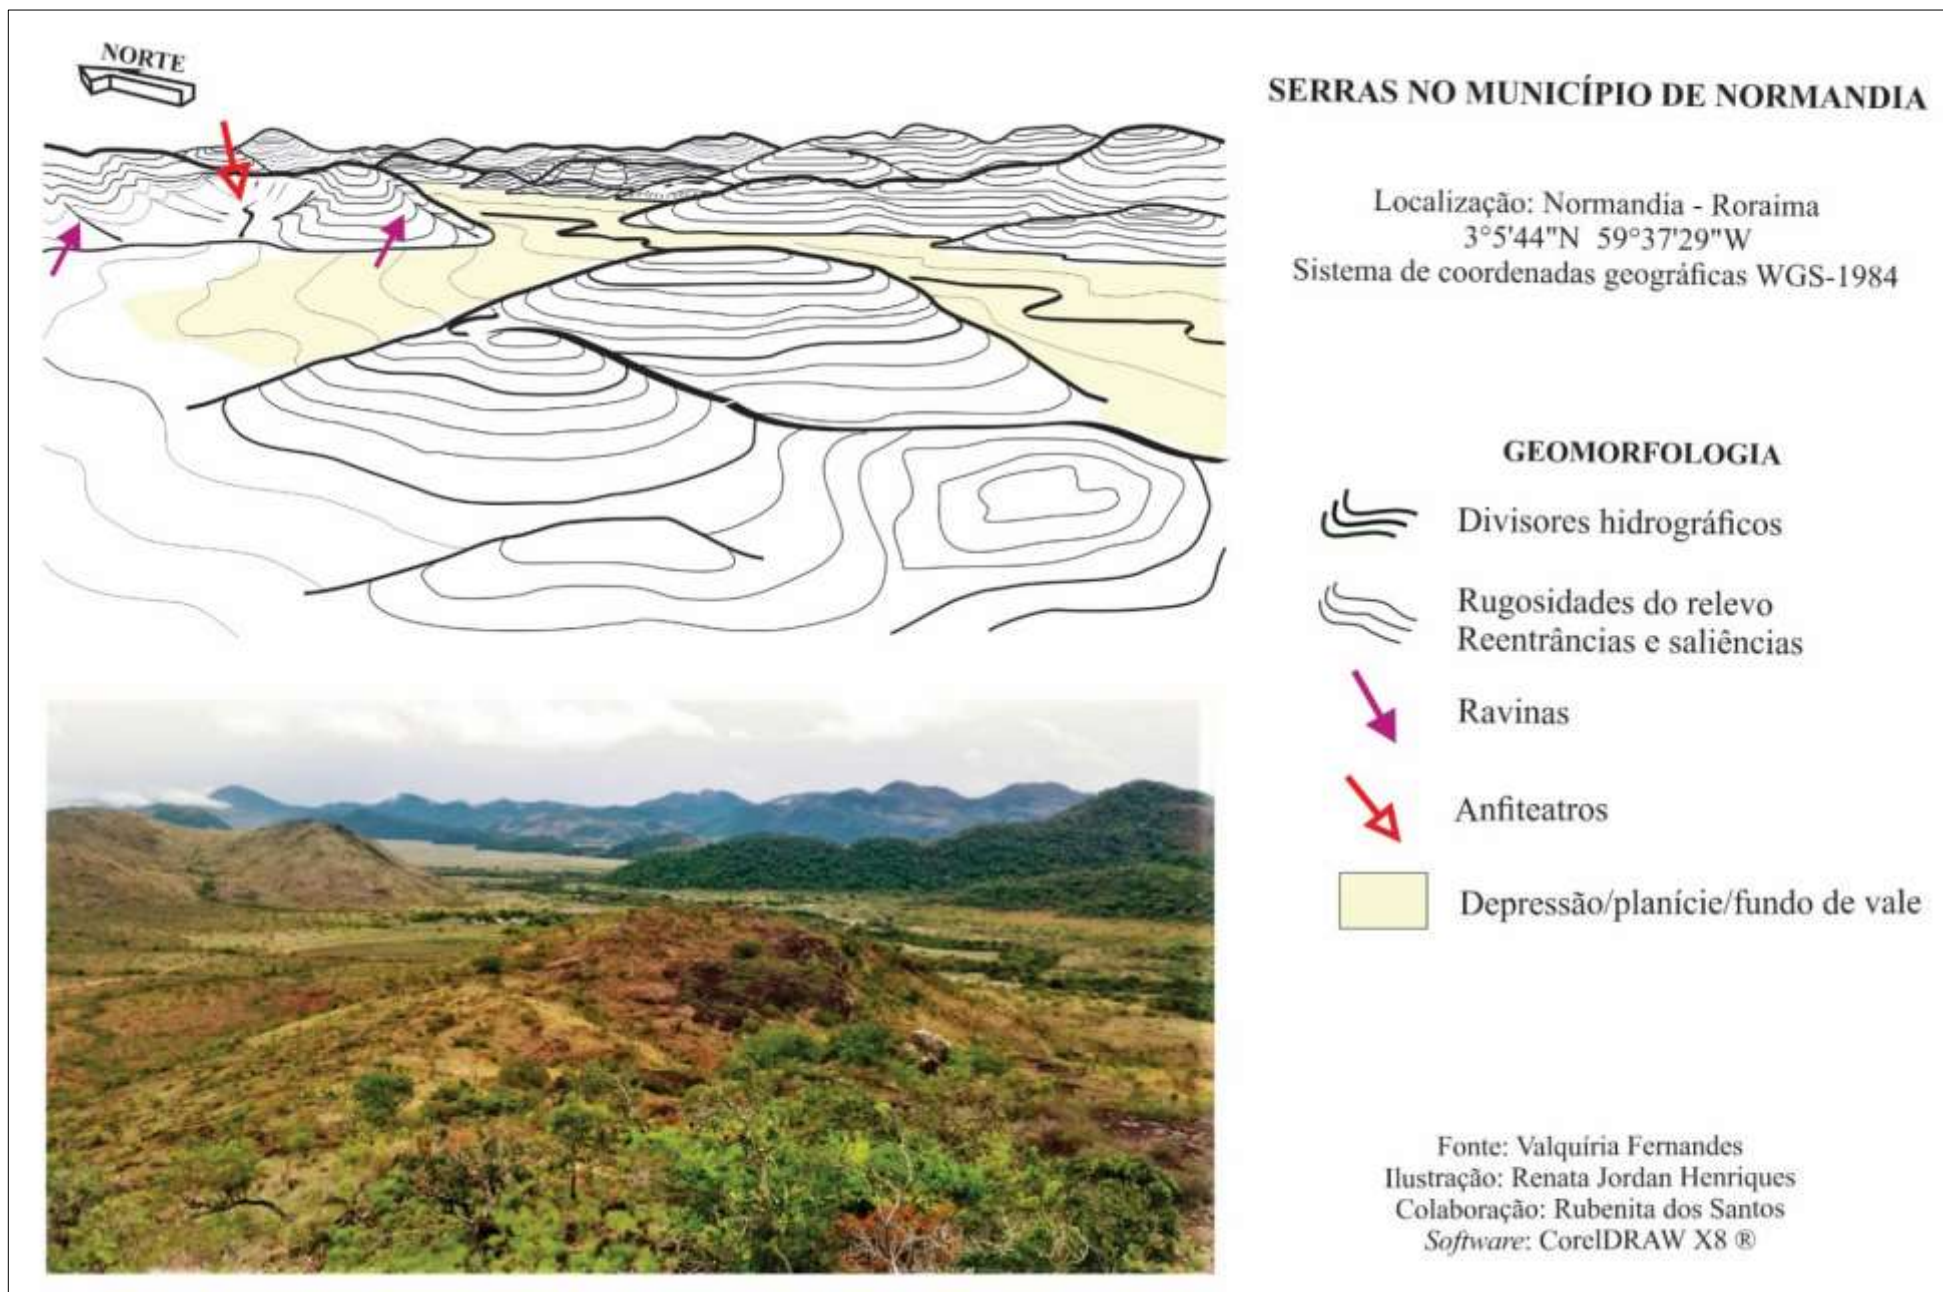 NORTE
SERRAS NO MUNICÍPIO DE NORMANDIA
Localização: Normandia - Roraima
3°5'44"N 59°37'29"W
Sistema de coordenadas geográficas WGS-1984
GEOMORFOLOGIA
Divisores hidrográficos
Rugosidades do relevo
Reentrâncias e saliências
Ravinas
Anfiteatros
Depressão/planície/fundo de vale
Fonte: Valquíria Fernandes
Ilustração: Renata Jordan Henriques
Colaboração: Rubenita dos Santos
Software: CorelDRAW X8 ®